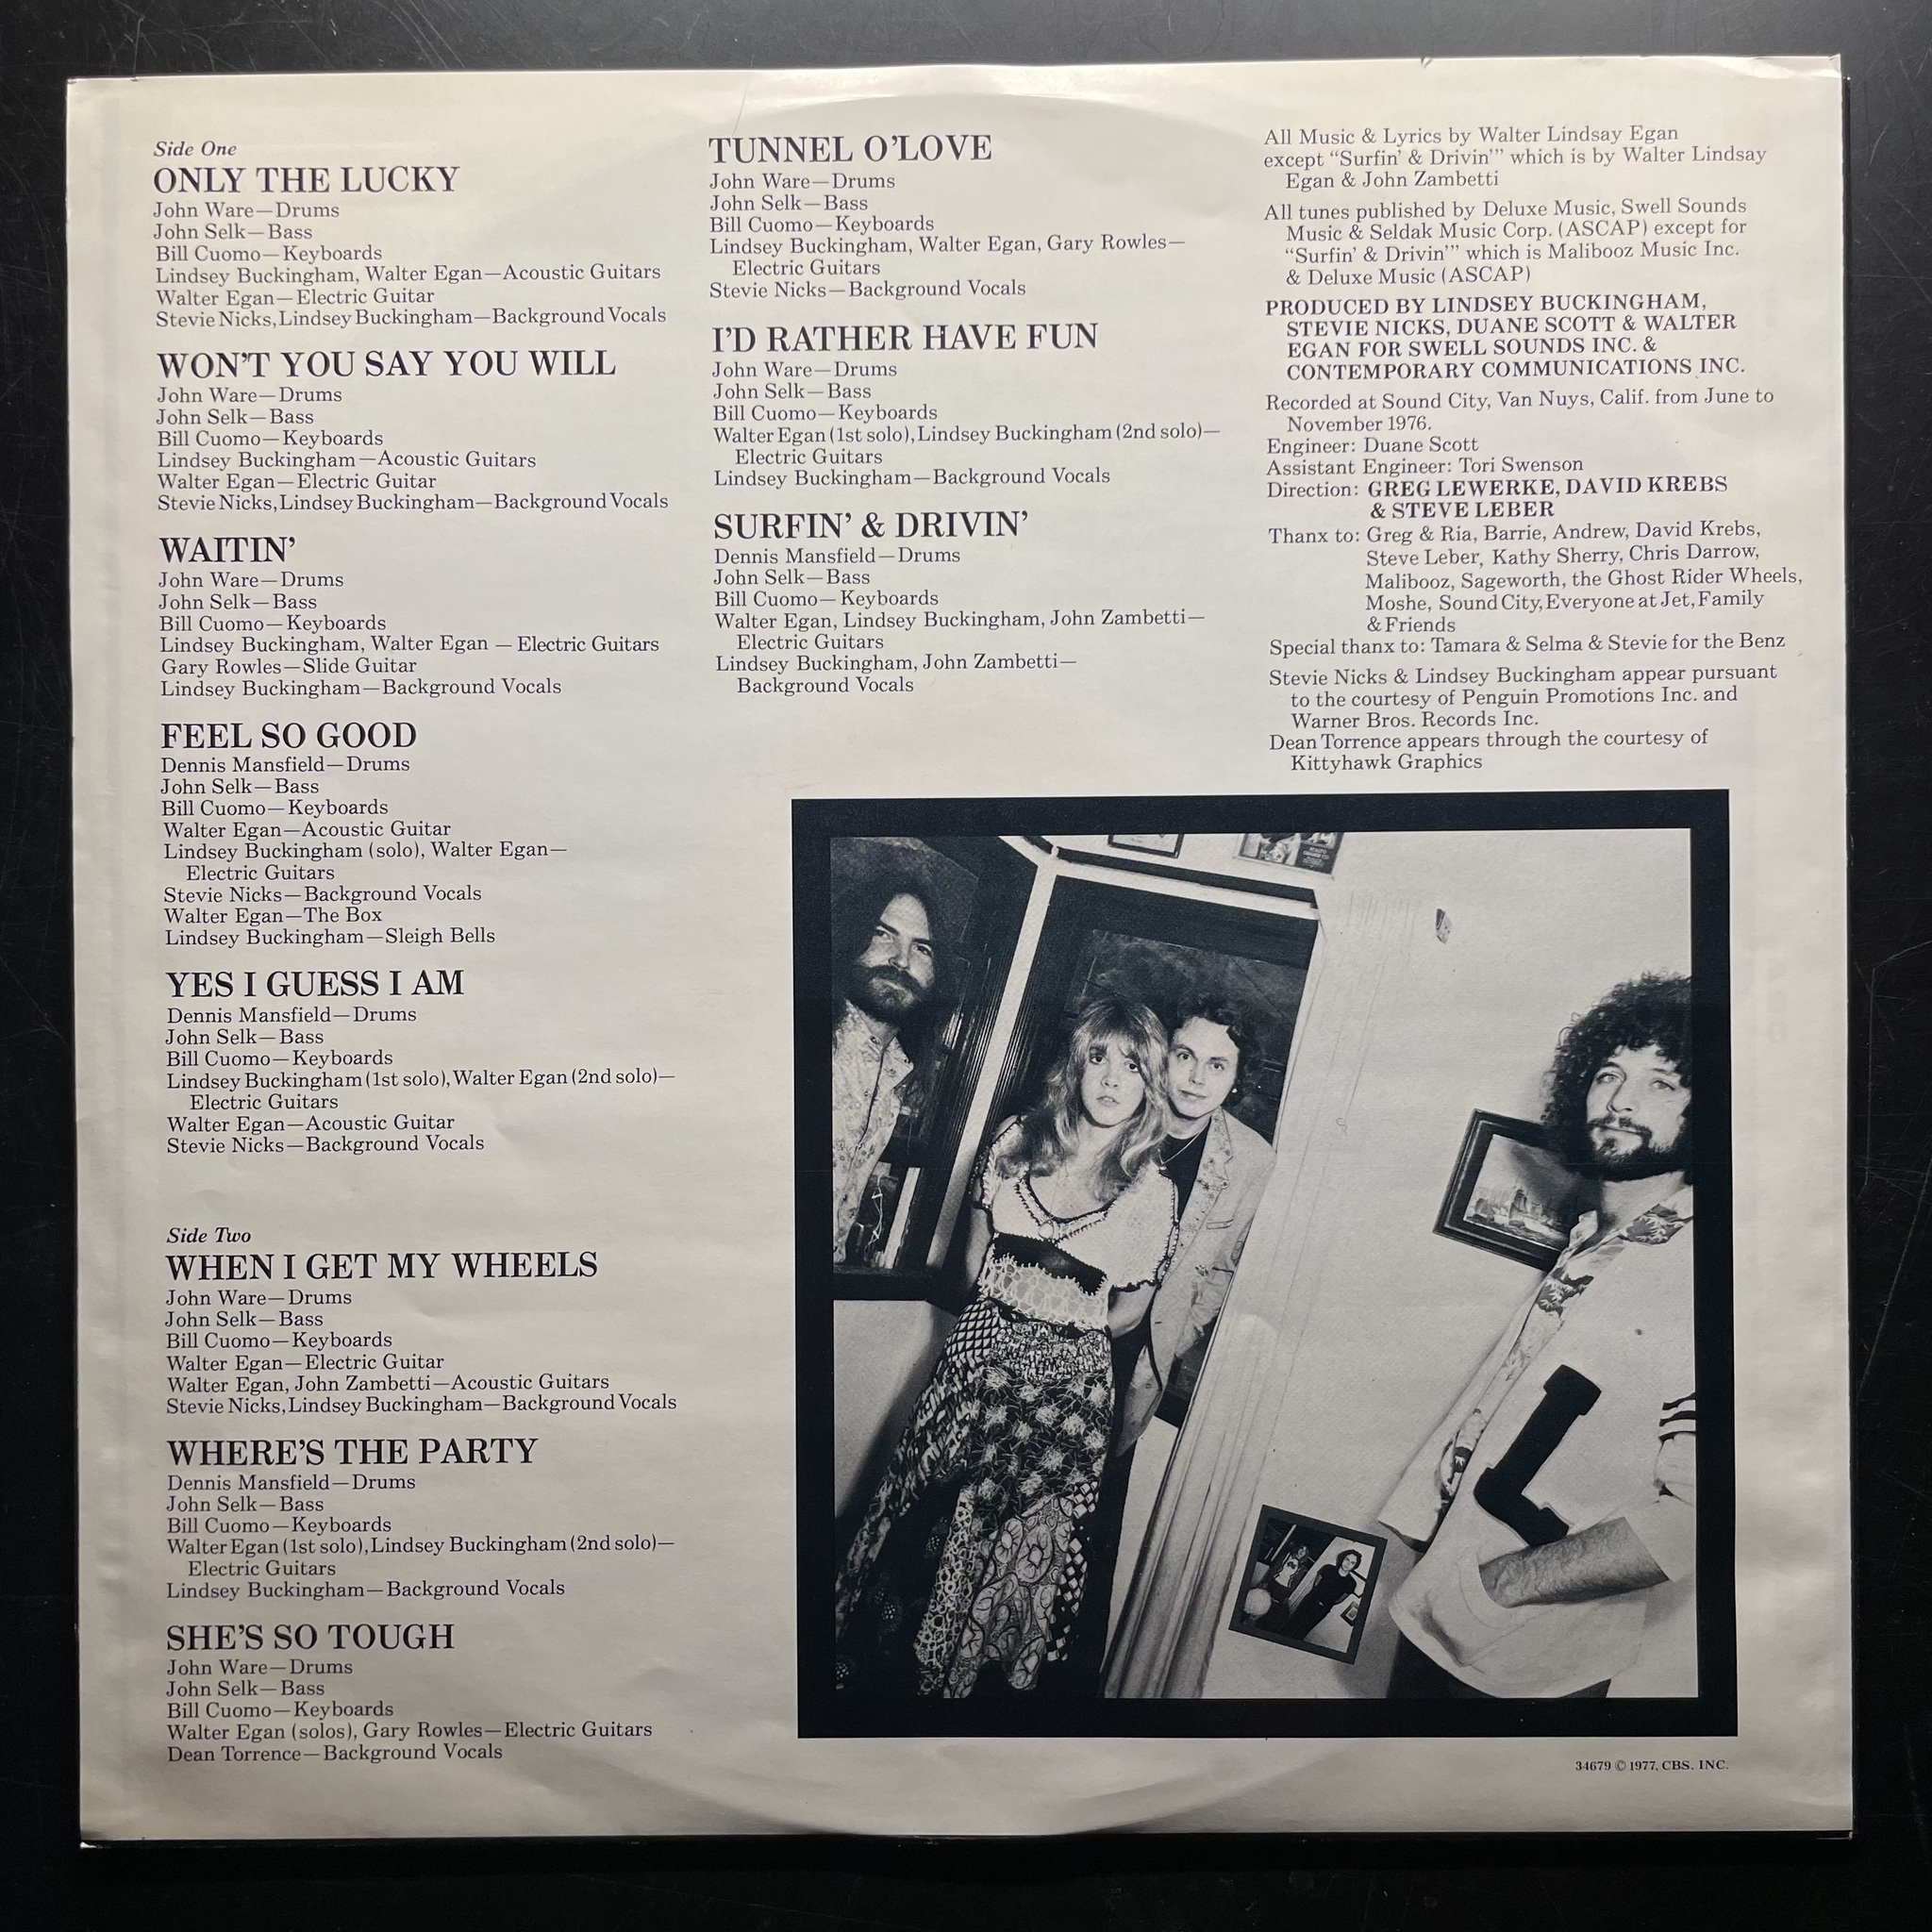 Side One
ONLY THE LUCKY
John Ware—Drums
John Selk—Bass
Bill Cuomo—Keyboards
Lindsey Buckingham, Walter Egan—Acoustic Guitars
Walter Egan—Electric Guitar
Stevie Nicks, Lindsey Buckingham—Background Vocals
WON'T YOU SAY YOU WILL
John Ware—Drums
John Selk—Bass
Bill Cuomo—Keyboards
Lindsey Buckingham—Acoustic Guitars
Walter Egan—Electric Guitar
Stevie Nicks, Lindsey Buckingham—Background Vocals
WAITIN'
John Ware—Drums
John Selk—Bass
Bill Cuomo—Keyboards
Lindsey Buckingham, Walter Egan — Electric Guitars
Gary Rowles—Slide Guitar
Lindsey Buckingham—Background Vocals
FEEL SO GOOD
Dennis Mansfield—Drums
John Selk—Bass
Bill Cuomo—Keyboards
Walter Egan—Acoustic Guitar
Lindsey Buckingham (solo), Walter Egan—
Electric Guitars
Stevie Nicks—Background Vocals
Walter Egan—The Box
Lindsey Buckingham—Sleigh Bells
YES I GUESS I AM
Dennis Mansfield—Drums
John Selk—Bass
Bill Cuomo—Keyboards
Lindsey Buckingham (1st solo), Walter Egan (2nd solo)—
Electric Guitars
Walter Egan—Acoustic Guitar
Stevie Nicks—Background Vocals
Side Two
WHEN I GET MY WHEELS
John Ware—Drums
John Selk—Bass
Bill Cuomo—Keyboards
Walter Egan—Electric Guitar
Walter Egan, John Zambetti—Acoustic Guitars
Stevie Nicks, Lindsey Buckingham—Background Vocals
WHERE'S THE PARTY
Dennis Mansfield—Drums
John Selk—Bass
Bill Cuomo—Keyboards
Walter Egan (1st solo), Lindsey Buckingham (2nd solo)—
Electric Guitars
Lindsey Buckingham—Background Vocals
SHE'S SO TOUGH
John Ware—Drums
John Selk—Bass
Bill Cuomo—Keyboards
Walter Egan (solos), Gary Rowles—Electric Guitars
Dean Torrence—Background Vocals
TUNNEL O'LOVE
John Ware—Drums
John Selk—Bass
Bill Cuomo—Keyboards
Lindsey Buckingham, Walter Egan, Gary Rowles—
Electric Guitars
Stevie Nicks—Background Vocals
I'D RATHER HAVE FUN
John Ware—Drums
John Selk—Bass
Bill Cuomo—Keyboards
Walter Egan (1st solo), Lindsey Buckingham (2nd solo)—
Electric Guitars
Lindsey Buckingham—Background Vocals
SURFIN' & DRIVIN'
Dennis Mansfield—Drums
John Selk—Bass
Bill Cuomo—Keyboards
Walter Egan, Lindsey Buckingham, John Zambetti—
Electric Guitars
Lindsey Buckingham, John Zambetti—
Background Vocals
All Music & Lyrics by Walter Lindsay Egan
except “Surfin' & Drivin'” which is by Walter Lindsay
Egan & John Zambetti
All tunes published by Deluxe Music, Swell Sounds
Music & Seldak Music Corp. (ASCAP) except for
“Surfin' & Drivin'” which is Malibooz Music Inc.
& Deluxe Music (ASCAP)
PRODUCED BY LINDSEY BUCKINGHAM,
STEVIE NICKS, DUANE SCOTT & WALTER
EGAN FOR SWELL SOUNDS INC. &
CONTEMPORARY COMMUNICATIONS INC.
Recorded at Sound City, Van Nuys, Calif. from June to
November 1976.
Engineer: Duane Scott
Assistant Engineer: Tori Swenson
Direction: GREG LEWERKE, DAVID KREBS
& STEVE LEBER
Thanx to: Greg & Ria, Barrie, Andrew, David Krebs,
Steve Leber, Kathy Sherry, Chris Darrow,
Malibooz, Sageworth, the Ghost Rider Wheels,
Moshe, Sound City, Everyone at Jet, Family
& Friends
Special thanx to: Tamara & Selma & Stevie for the Benz
Stevie Nicks & Lindsey Buckingham appear pursuant
to the courtesy of Penguin Promotions Inc. and
Warner Bros. Records Inc.
Dean Torrence appears through the courtesy of
Kittyhawk Graphics
34679 © 1977, CBS, INC.